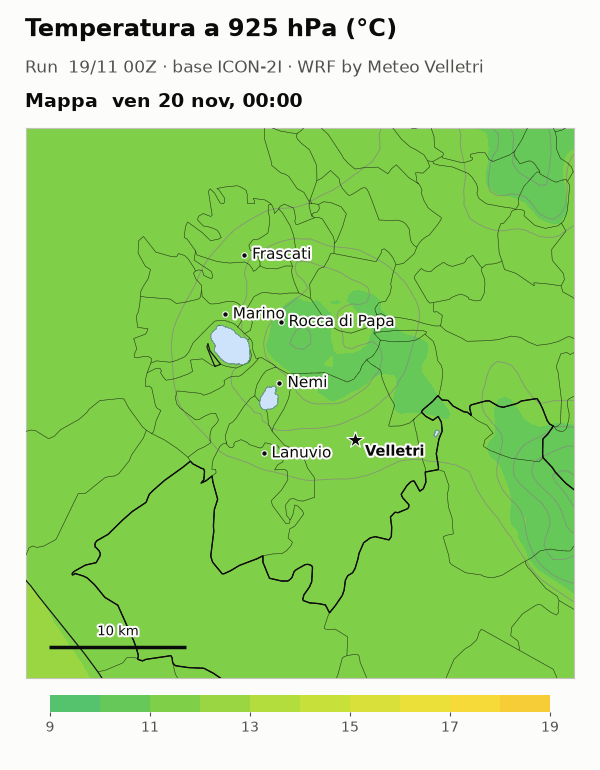 Temperatura a 925 hPa (°C)
Run  19/11 00Z · base ICON-2I · WRF by Meteo Velletri
Mappa  ven 20 nov, 00:00
Frascati
Marino
Rocca di Papa
Nemi
Velletri
Lanuvio
10 km
9 11 13 15 17 19